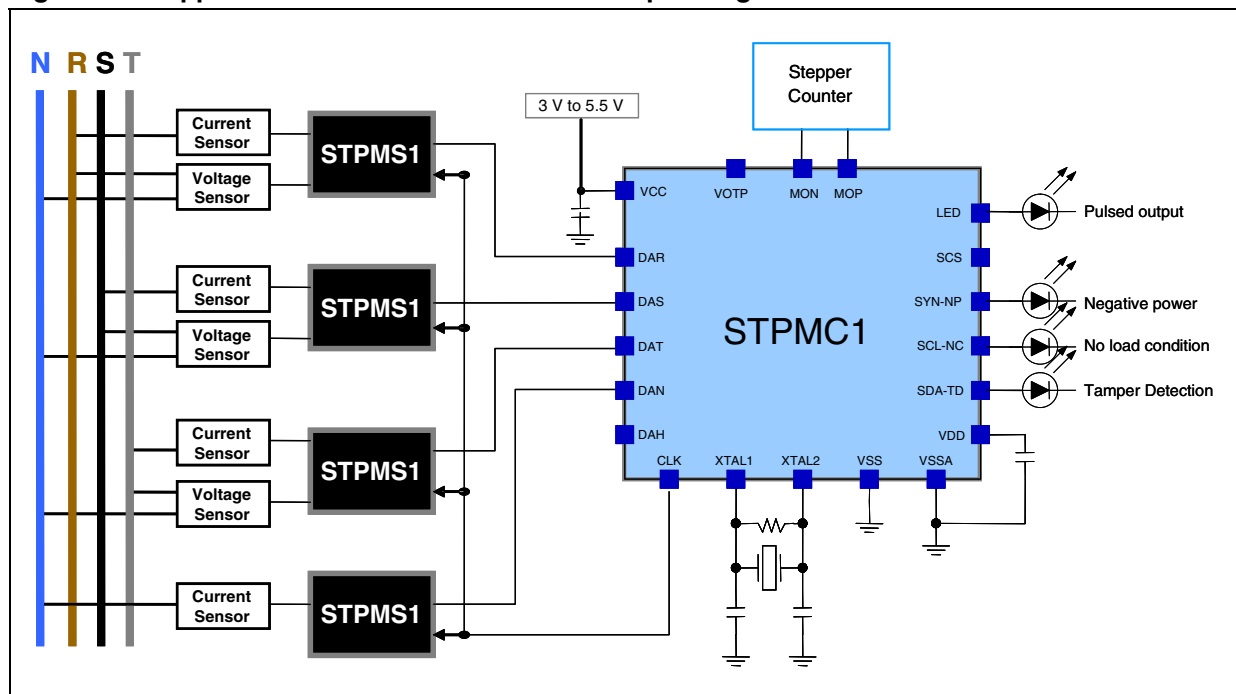 N R S T
Current
Sensor
STPMS1
Voltage
Sensor
Current
Sensor
STPMS1
Voltage
Sensor
Current
Sensor
STPMS1
Voltage
Sensor
Current
Sensor
STPMS1
3 V to 5.5 V
Stepper
Counter
VCC
VOTP
MON
MOP
LED
Pulsed output
DAR
SCS
DAS
SYN-NP
Negative power
STPMC1
DAT
SCL-NC
No load condition
DAN
SDA-TD
Tamper Detection
DAH
VDD
CLK
XTAL1
XTAL2
VSS
VSSA